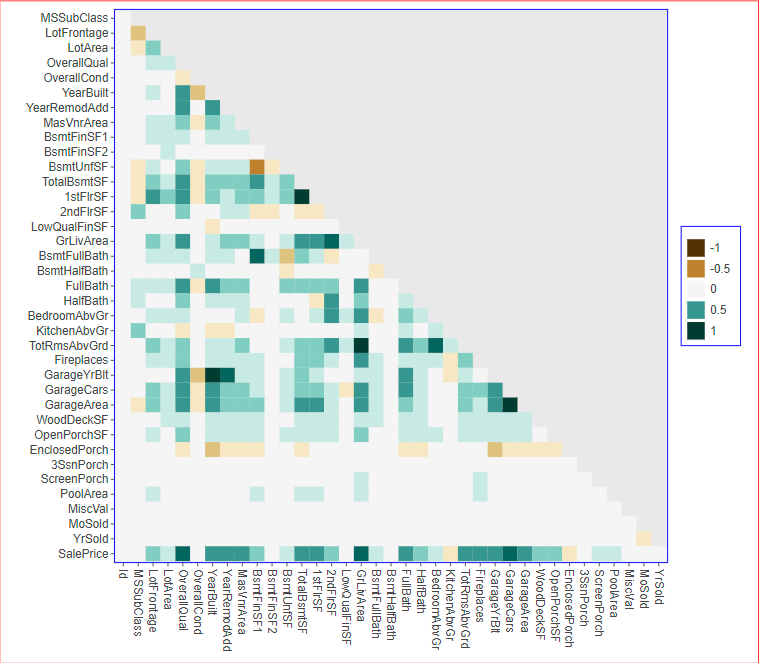 MSSubClass
LotFrontage
LotArea
OverallQual
OverallCond
YearBuilt
YearRemodAdd
MasVnrArea
BsmtFinSF1
BsmtFinSF2
BsmtUnfSF
TotalBsmtSF
1stFlrSF
2ndFlrSF
LowQualFinSF
GrLivArea
BsmtFullBath
BsmtHalfBath
FullBath
HalfBath
BedroomAbvGr
KitchenAbvGr
TotRmsAbvGrd
Fireplaces
GarageYrBlt
GarageCars
GarageArea
WoodDeckSF
OpenPorchSF
EnclosedPorch
3SsnPorch
ScreenPorch
PoolArea
MiscVal
MoSold
YrSold
SalePrice
Id
MSSubClass
LotFrontage
LotArea
OverallQual
OverallCond
YearBuilt
YearRemodAdd
MasVnrArea
BsmtFinSF1
BsmtFinSF2
BsmtUnfSF
TotalBsmtSF
1stFlrSF
2ndFlrSF
LowQualFinSF
GrLivArea
BsmtFullBath
BsmtHalfBath
FullBath
HalfBath
BedroomAbvGr
KitchenAbvGr
TotRmsAbvGrd
Fireplaces
GarageYrBlt
GarageCars
GarageArea
WoodDeckSF
OpenPorchSF
EnclosedPorch
3SsnPorch
ScreenPorch
PoolArea
MiscVal
MoSold
YrSold
-1
-0.5
0
0.5
1